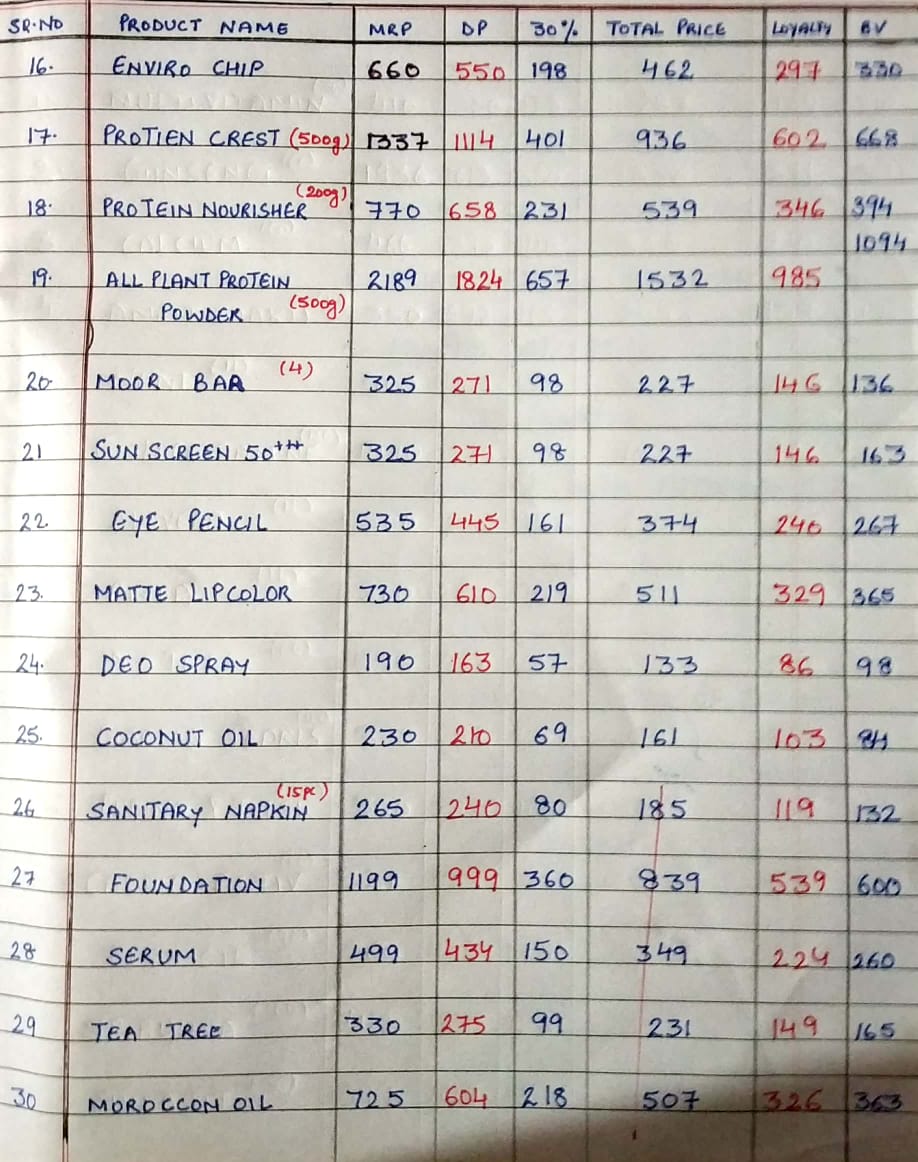 SR.NO PRODUCT NAME MRP DP 30% TOTAL PRICE LOYALTY BV
16. ENVIRO CHIP 660 550 198 462 297 330
17. PROTIEN CREST (500g) 1337 1114 401 936 602 668
18. PROTEIN NOURISHER (200g) 770 658 231 539 346 394
1094
19. ALL PLANT PROTEIN 2189 1824 657 1532 985
POWDER (500g)
20. MOOR BAR (4) 325 271 98 227 146 136
21 SUN SCREEN 50+++ 325 271 98 227 146 163
22 EYE PENCIL 535 445 161 374 240 267
23. MATTE LIPCOLOR 730 610 219 511 329 365
24. DEO SPRAY 190 163 57 133 86 98
25. COCONUT OIL 230 210 69 161 103
26 SANITARY NAPKIN (15pc) 265 240 80 185 119 132
27 FOUNDATION 1199 999 360 839 539 600
28 SERUM 499 434 150 349 224 260
29 TEA TREE 330 275 99 231 149 165
30 MOROCCON OIL 725 604 218 507 326 363